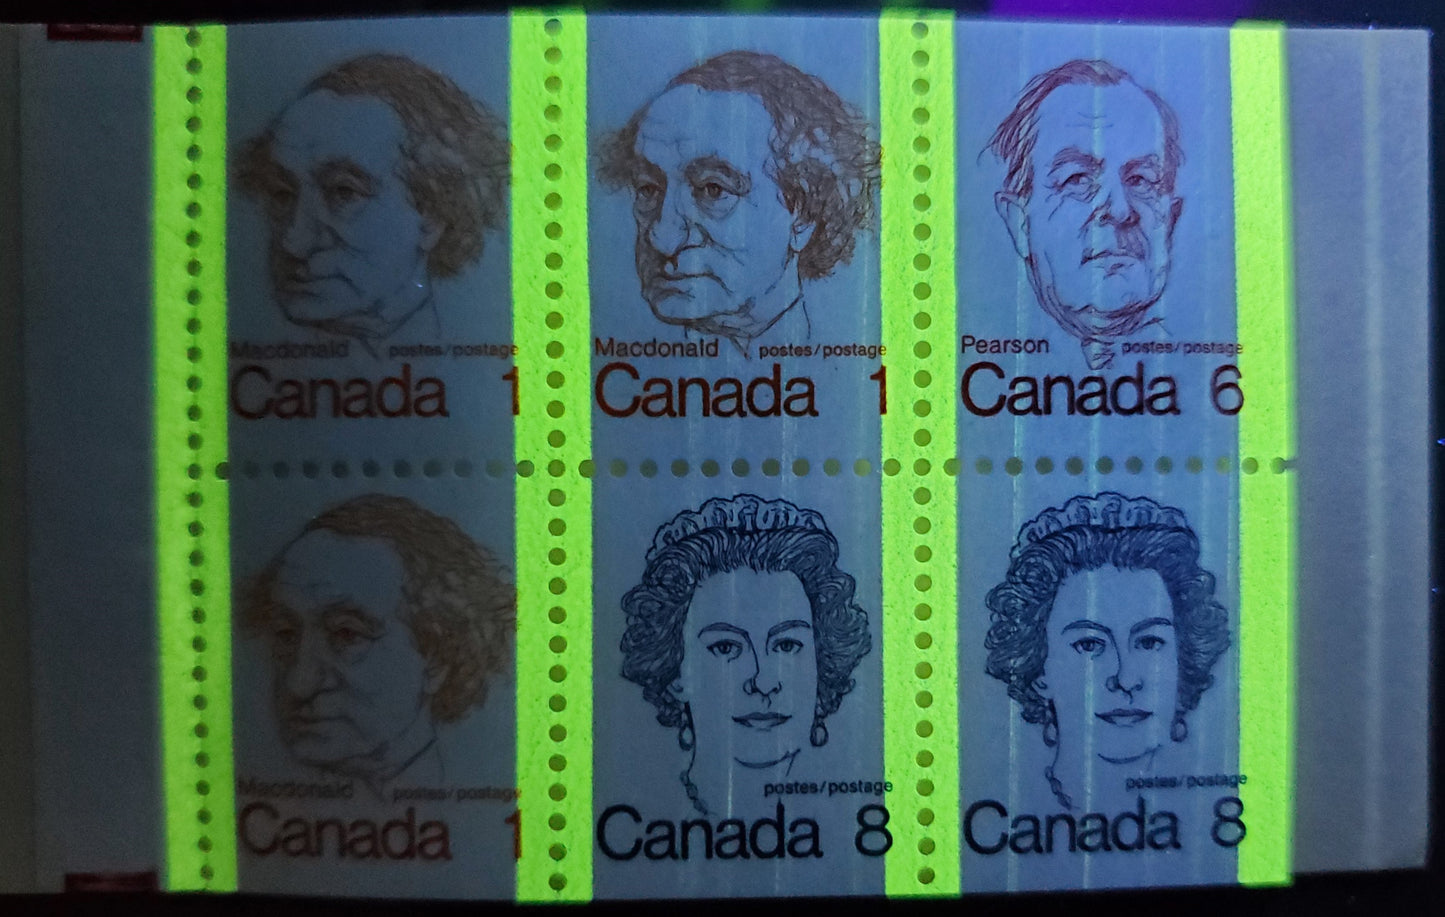 Macdonald postes/postage
Canada 1
Macdonald postes/postage
Canada 1
Pearson postes/postage
Canada 6
Macdonald postes/postage
Canada 1
postes/postage
Canada 8
postes/postage
Canada 8